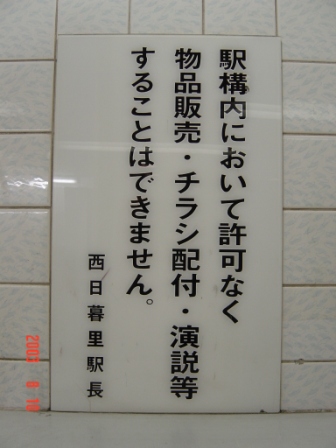 駅構内において許可なく
物品販売・チラシ配付・演説等
することはできません。
西日暮里駅長